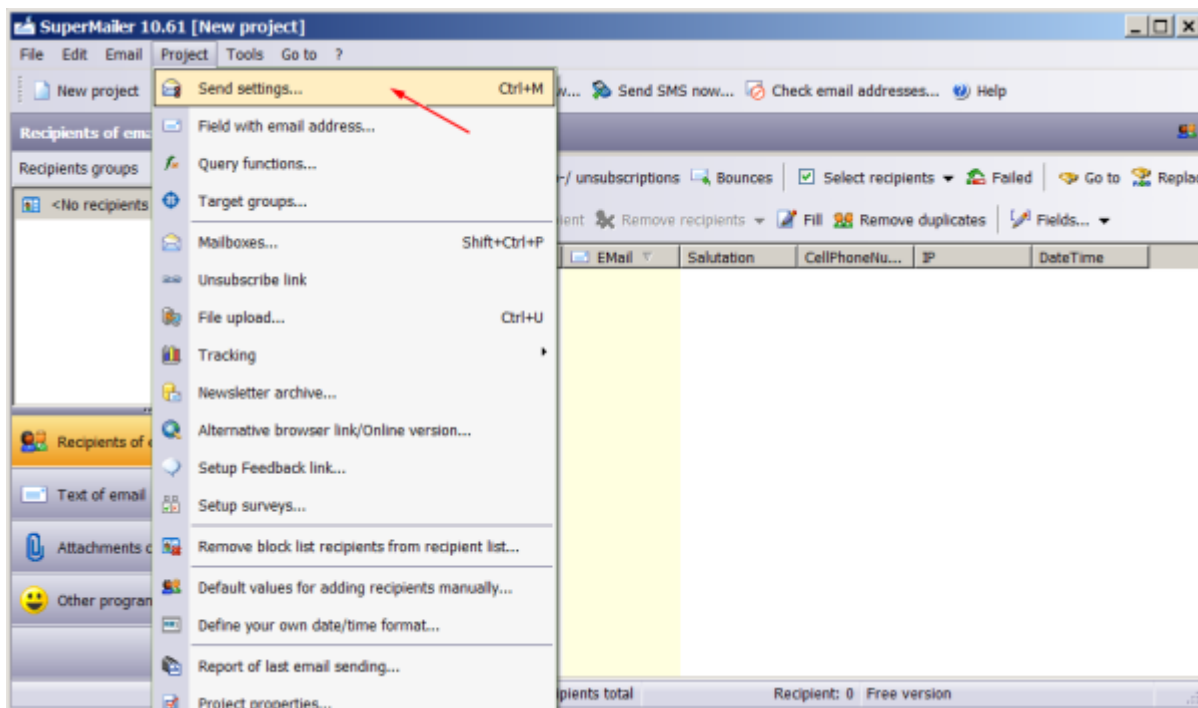 SuperMailer 10.61 [New project]
File Edit Email Project Tools Go to ?
New project
w... Send SMS now... Check email addresses... Help
Recipients of ema
Recipients groups
-/ unsubscriptions Bounces Select recipients Failed Go to Replac
<No recipients
ient Remove recipients Fill Remove duplicates Fields...
EMail Salutation CellPhoneNu... IP DateTime
Send settings... Ctrl+M
Field with email address...
Query functions...
Target groups...
Mailboxes... Shift+Ctrl+P
Unsubscribe link
File upload... Ctrl+U
Tracking
Newsletter archive...
Alternative browser link/Online version...
Setup Feedback link...
Setup surveys...
Remove block list recipients from recipient list...
Default values for adding recipients manually...
Define your own date/time format...
Report of last email sending...
Project properties...
Recipients of e
Text of email
Attachments o
Other program
ipients total Recipient: 0 Free version